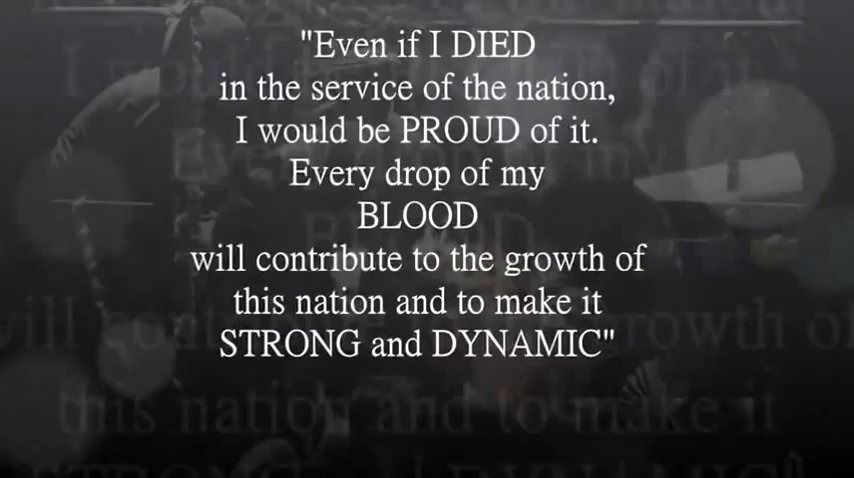 "Even if I DIED
in the service of the nation,
I would be PROUD of it.
Every drop of my
BLOOD
will contribute to the growth of
this nation and to make it
STRONG and DYNAMIC"